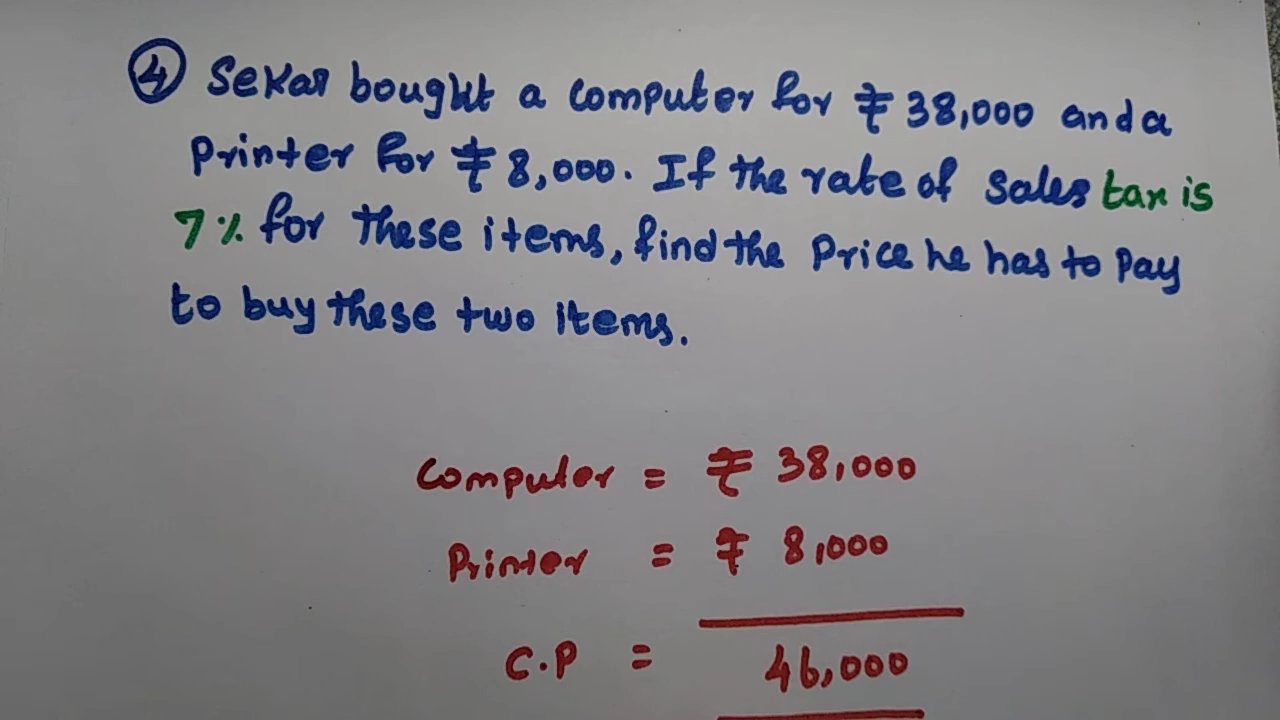 4 Sekar bought a computer for ₹ 38,000 and a
Printer for ₹ 8,000. If the rate of sales tax is
7% for these items, find the Price he has to Pay
to buy these two items.
Computer = ₹ 38,000
Printer = ₹ 8,000
C.P = 46,000